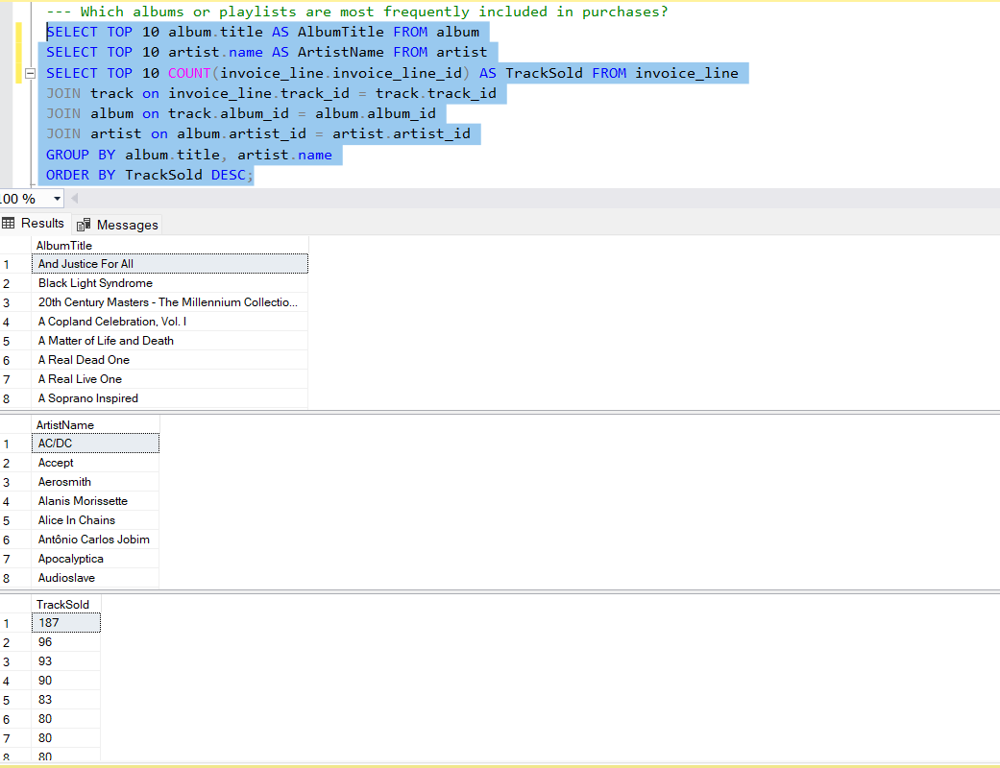 --- Which albums or playlists are most frequently included in purchases?
SELECT TOP 10 album.title AS AlbumTitle FROM album
SELECT TOP 10 artist.name AS ArtistName FROM artist
SELECT TOP 10 COUNT(invoice_line.invoice_line_id) AS TrackSold FROM invoice_line
JOIN track on invoice_line.track_id = track.track_id
JOIN album on track.album_id = album.album_id
JOIN artist on album.artist_id = artist.artist_id
GROUP BY album.title, artist.name
ORDER BY TrackSold DESC;
100 %
Results Messages
AlbumTitle
1 And Justice For All
2 Black Light Syndrome
3 20th Century Masters - The Millennium Collectio...
4 A Copland Celebration, Vol. I
5 A Matter of Life and Death
6 A Real Dead One
7 A Real Live One
8 A Soprano Inspired
ArtistName
1 AC/DC
2 Accept
3 Aerosmith
4 Alanis Morissette
5 Alice In Chains
6 Antônio Carlos Jobim
7 Apocalyptica
8 Audioslave
TrackSold
1 187
2 96
3 93
4 90
5 83
6 80
7 80
8 80